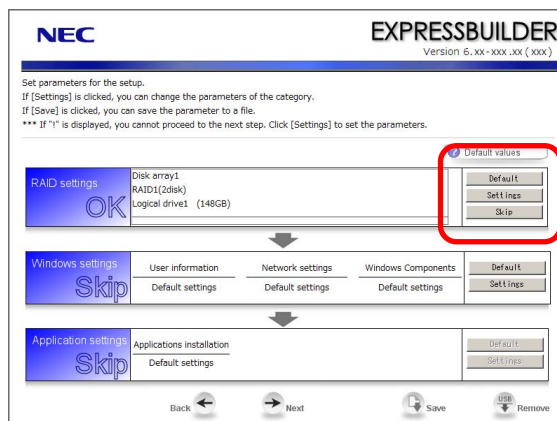 NEC
EXPRESSBUILDER
Version 6.xx-xxx.xx(xxx)
Set parameters for the setup.
If [Settings] is clicked, you can change the parameters of the category.
If [Save] is clicked, you can save the parameter to a file.
*** If "!" is displayed, you cannot proceed to the next step. Click [Settings] to set the parameters.
? Default values
RAID settings
OK
Disk array1
RAID1(2disk)
Logical drive1 (148GB)
Default
Settings
Skip
Windows settings
Skip
User information Network settings Windows Components
Default settings Default settings Default settings
Default
Settings
Application settings
Skip
Applications installation
Default settings
Default
Settings
Back Next Save USB Remove